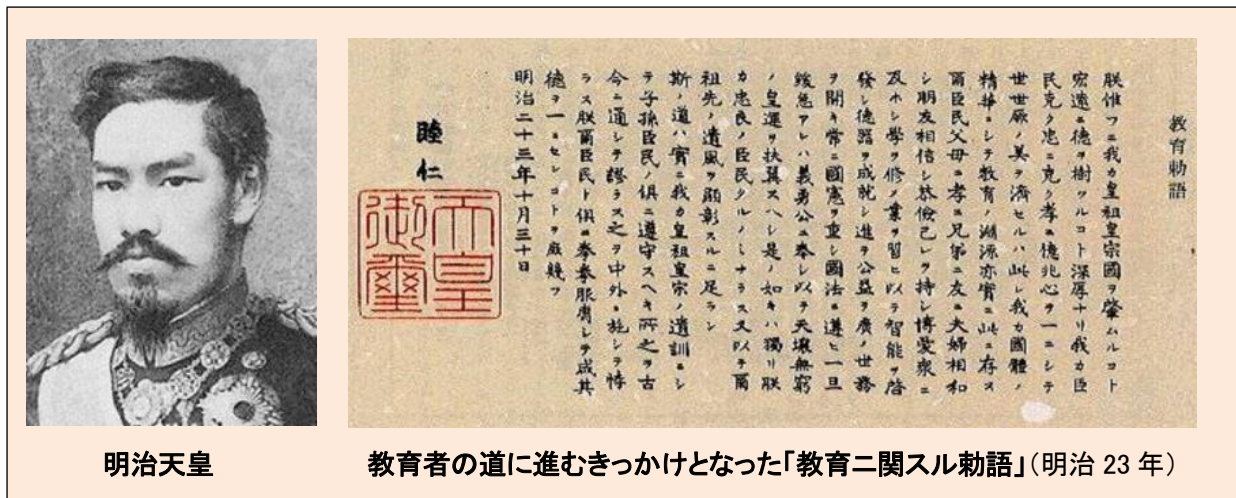 教育勅語
朕惟フニ我カ皇祖皇宗國ヲ肇ムルコト
宏遠ニ德ヲ樹ツルコト深厚ナリ我カ臣
民克ク忠ニ克ク孝ニ億兆心ヲ一ニシテ
世世厥ノ美ヲ濟セルハ此レ我カ國體ノ
精華ニシテ教育ノ淵源亦實ニ此ニ存ス
爾臣民父母ニ孝ニ兄弟ニ友ニ夫婦相和
シ朋友相信シ恭儉己レヲ持シ博愛衆ニ
及ホシ學ヲ修メ業ヲ習ヒ以テ智能ヲ啓
發シ德器ヲ成就シ進テ公益ヲ廣メ世務
ヲ開キ常ニ國憲ヲ重シ國法ニ遵ヒ一旦
緩急アレハ義勇公ニ奉シ以テ天壤無窮
ノ皇運ヲ扶翼スヘシ是ノ如キハ獨リ朕
カ忠良ノ臣民タルノミナラス又以テ爾
祖先ノ遺風ヲ顯彰スルニ足ラン
斯ノ道ハ實ニ我カ皇祖皇宗ノ遺訓ニシ
テ子孫臣民ノ俱ニ遵守スヘキ所之ヲ古
今ニ通シテ謬ラス之ヲ中外ニ施シテ悖
ラス朕爾臣民ト俱ニ拳拳服膺シテ咸其
德ヲ一ニセンコトヲ庶幾フ
明治二十三年十月三十日
睦仁
天皇
御璽
明治天皇
教育者の道に進むきっかけとなった「教育ニ関スル勅語」（明治 23 年）